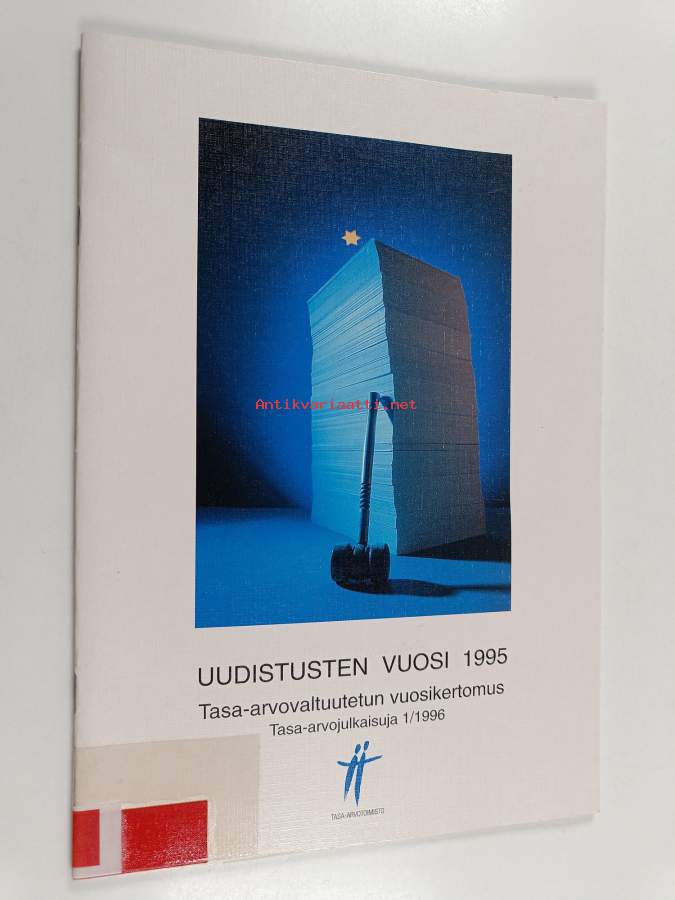 Antikvariaatti.net
UUDISTUSTEN VUOSI 1995
Tasa-arvovaltuutetun vuosikertomus
Tasa-arvojulkaisuja 1/1996
TASA-ARVOTOIMISTO